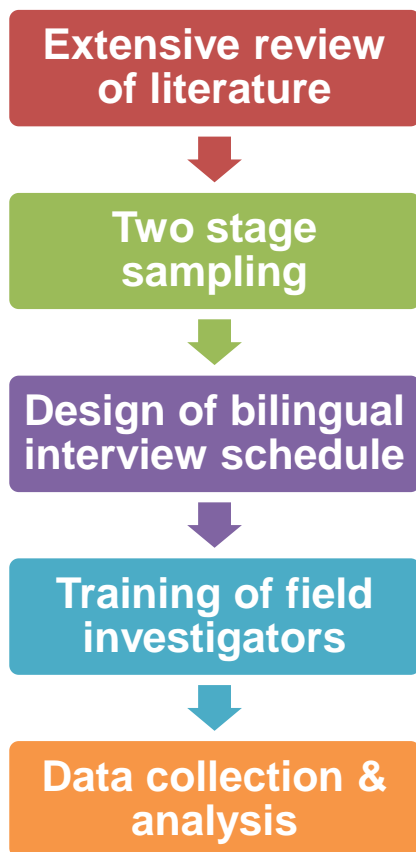 Extensive review
of literature
Two stage
sampling
Design of bilingual
interview schedule
Training of field
investigators
Data collection &
analysis